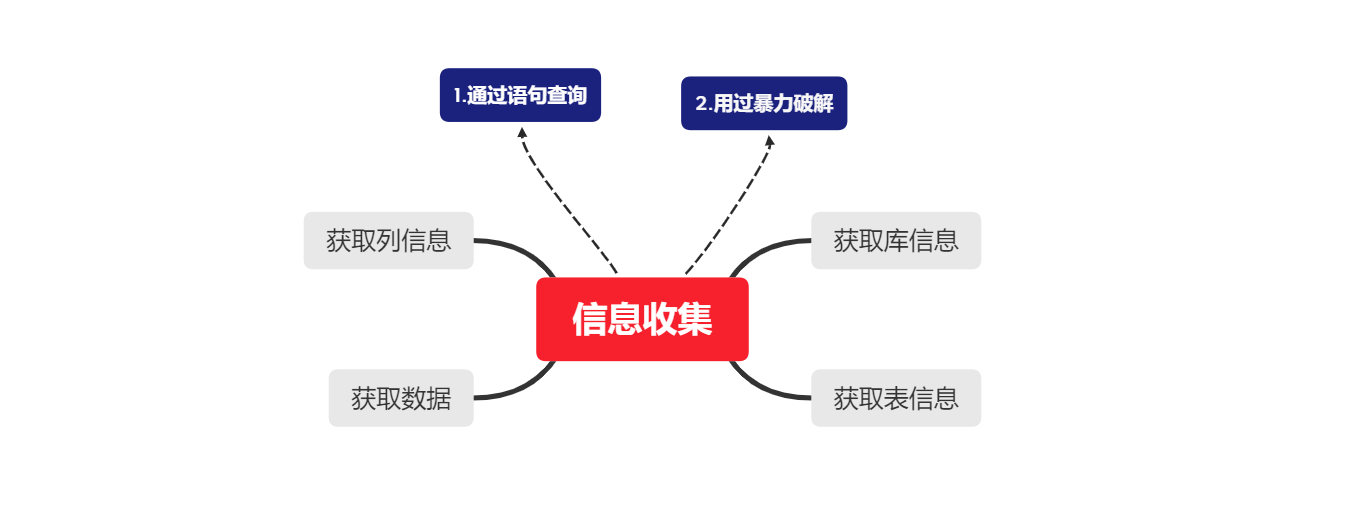 1.通过语句查询
2.用过暴力破解
获取列信息
获取库信息
信息收集
获取数据
获取表信息